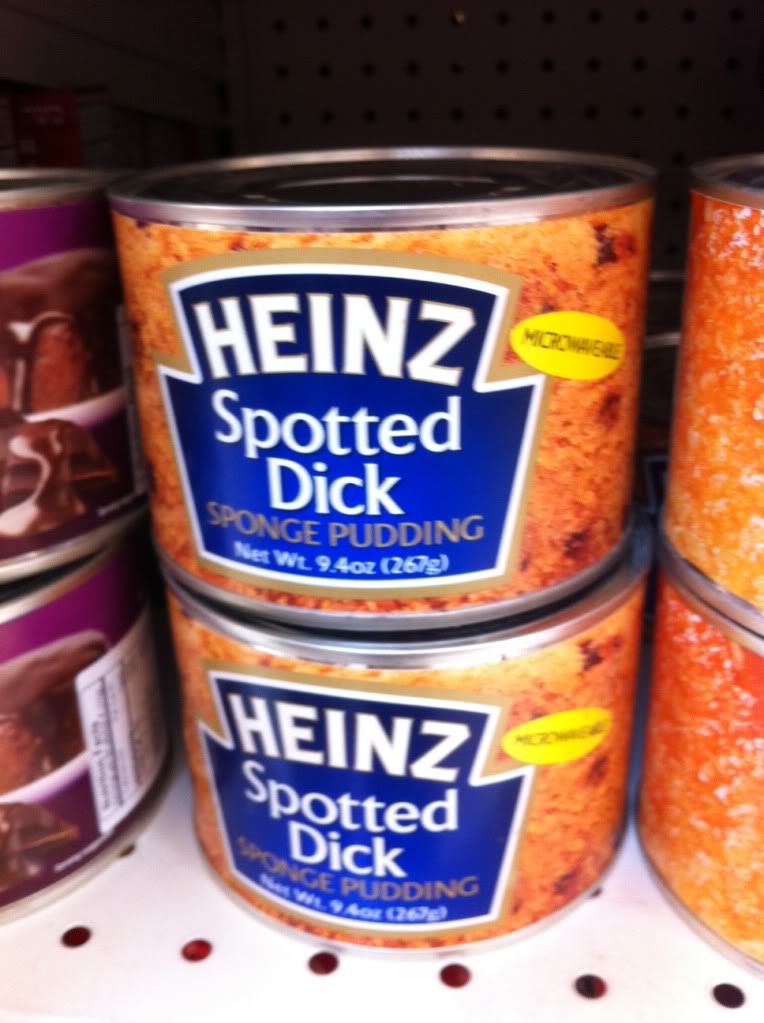 HEINZ
MICROWAVEABLE
Spotted
Dick
SPONGE PUDDING
Net Wt. 9.4oz (267g)
HEINZ
MICROWAVEABLE
Spotted
Dick
SPONGE PUDDING
Net Wt. 9.4oz (267g)